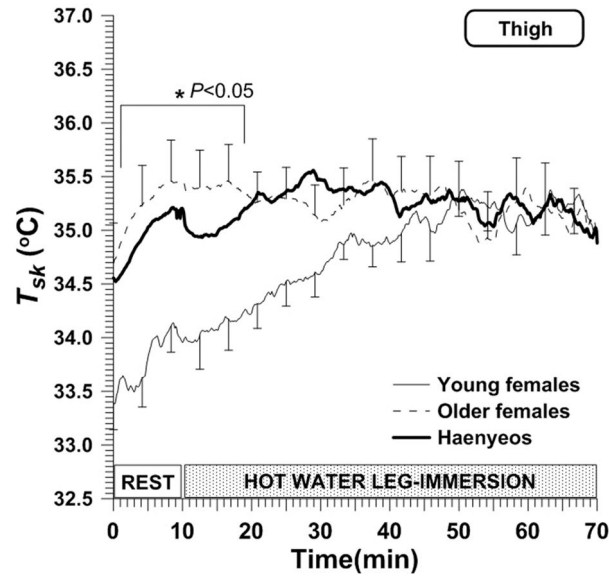 37.0
Thigh
36.5
* P<0.05
36.0
35.5
35.0
34.5
34.0
33.5
33.0
32.5
Tsk (oC)
Young females
Older females
Haenyeos
REST
HOT WATER LEG-IMMERSION
0 10 20 30 40 50 60 70
Time(min)